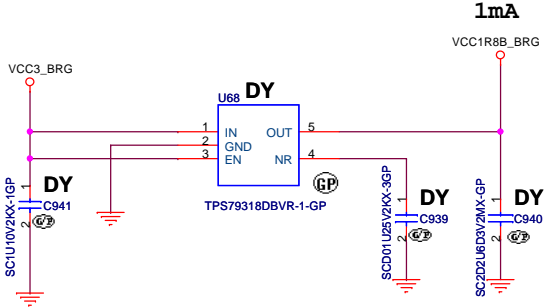 1mA
VCC1R8B_BRG
VCC3_BRG
U68
DY
1
IN
OUT
5
2
GND
3
EN
NR
4
GP
TPS79318DBVR-1-GP
SC1U10V2KX-1GP
1
DY
C941
2
G/P
SCD01U25V2KX-3GP
1
DY
C939
2
G/P
SC2D2U6D3V2MX-GP
1
DY
C940
2
G/P